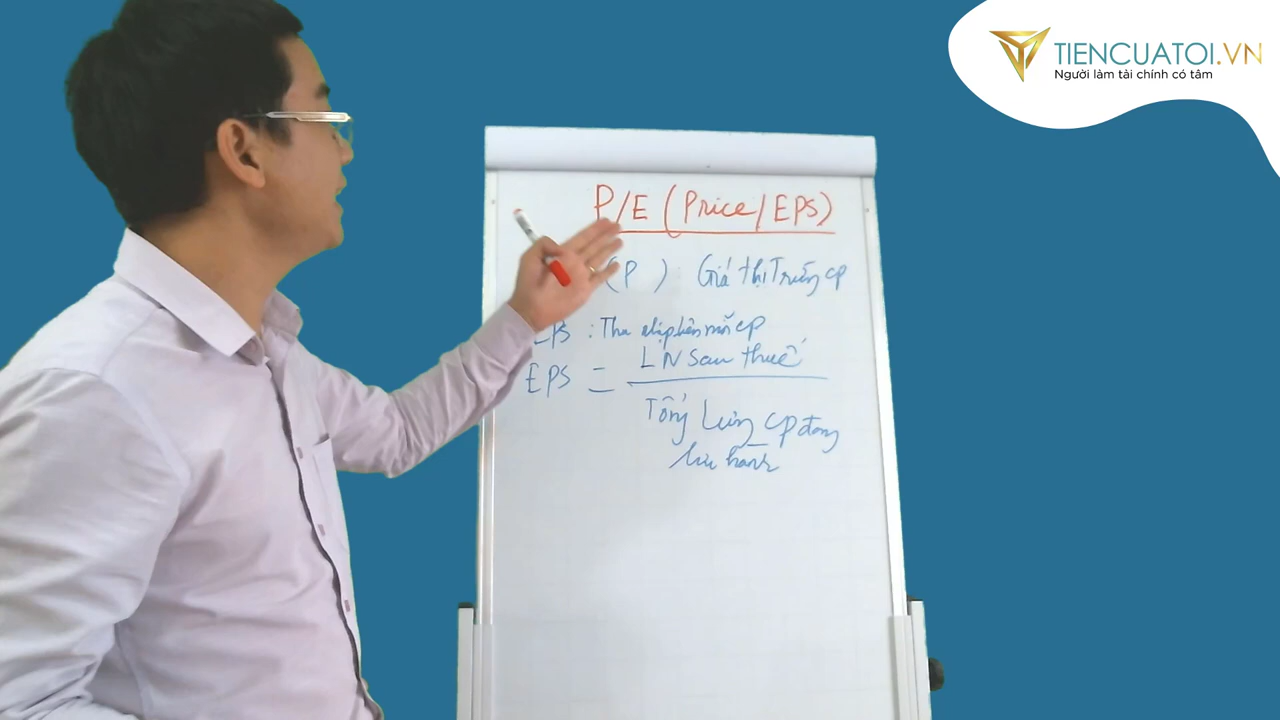 TIENCUATOI.VN
Người làm tài chính có tâm
P/E (Price/EPS)
(P ) Giá thị Trường cp
: Thu nhập trên mỗi cp
EPS = LN sau thuế
Tổng lượng cp đang
lưu hành